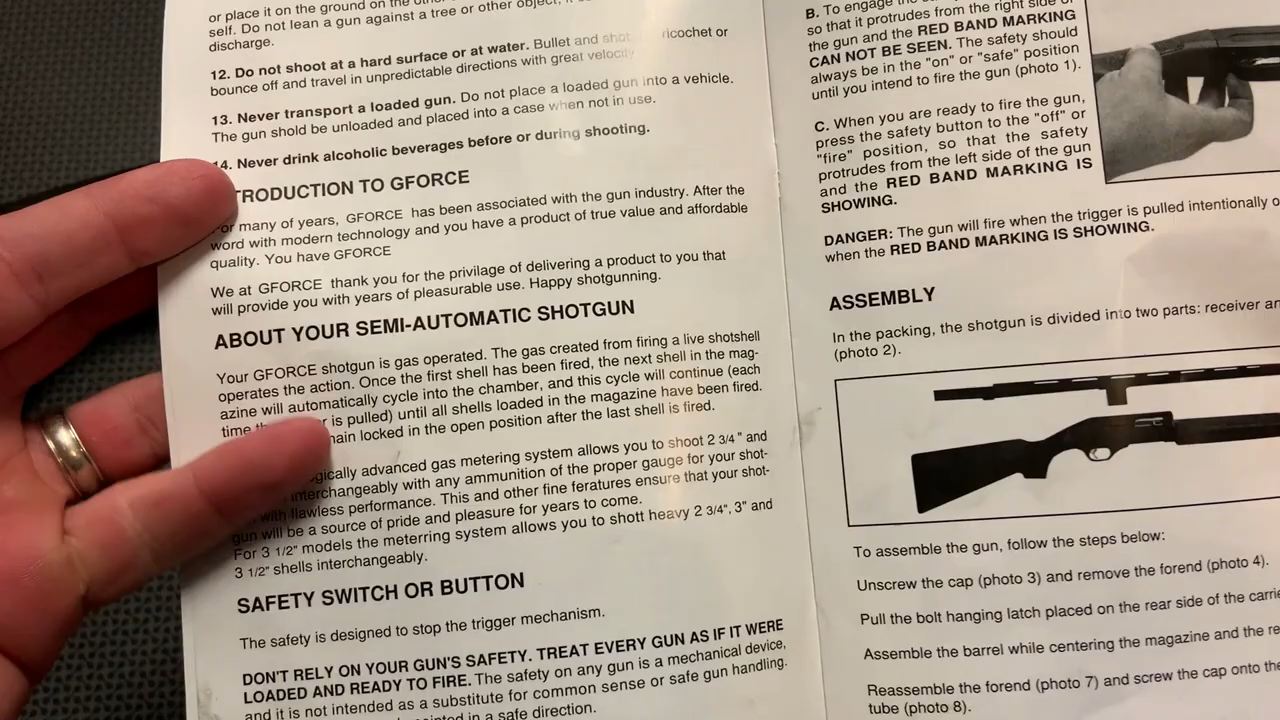 or place it on the ground on the
self. Do not lean a gun against a tree or other object,
discharge.
12. Do not shoot at a hard surface or at water. Bullet and ricochet or
bounce off and travel in unpredictable directions with great velocity
13. Never transport a loaded gun. Do not place a loaded gun into a vehicle.
The gun shold be unloaded and placed into a case when not in use.
14. Never drink alcoholic beverages before or during shooting.
TRODUCTION TO GFORCE
or many of years, GFORCE has been associated with the gun industry. After the
word with modern technology and you have a product of true value and affordable
quality. You have GFORCE
We at GFORCE thank you for the privilage of delivering a product to you that
will provide you with years of pleasurable use. Happy shotgunning.
ABOUT YOUR SEMI-AUTOMATIC SHOTGUN
Your GFORCE shotgun is gas operated. The gas created from firing a live shotshell
operates the action. Once the first shell has been fired, the next shell in the mag-
azine will automatically cycle into the chamber, and this cycle will continue (each
time is pulled) until all shells loaded in the magazine have been fired.
locked in the open position after the last shell is fired.
advanced gas metering system allows you to shoot 2 3/4" and
interchangeably with any ammunition of the proper gauge for your shot-
with flawless performance. This and other fine feratures ensure that your shot-
gun will be a source of pride and pleasure for years to come.
For 3 1/2" models the meterring system allows you to shott heavy 2 3/4", 3" and
3 1/2" shells interchangeably.
SAFETY SWITCH OR BUTTON
The safety is designed to stop the trigger mechanism.
DON'T RELY ON YOUR GUN'S SAFETY. TREAT EVERY GUN AS IF IT WERE
LOADED AND READY TO FIRE. The safety on any gun is a mechanical device,
and it is not intended as a substitute for common sense or safe gun handling.
in a safe direction.
B. To engage the
so that it protrudes from the right side of
the gun and the RED BAND MARKING
CAN NOT BE SEEN. The safety should
always be in the "on" or "safe" position
until you intend to fire the gun (photo 1).
C. When you are ready to fire the gun,
press the safety button to the "off" or
"fire" position, so that the safety
protrudes from the left side of the gun
and the RED BAND MARKING IS
SHOWING.
DANGER: The gun will fire when the trigger is pulled intentionally
when the RED BAND MARKING IS SHOWING.
ASSEMBLY
In the packing, the shotgun is divided into two parts: receiver
(photo 2).
To assemble the gun, follow the steps below:
Unscrew the cap (photo 3) and remove the forend (photo 4).
Pull the bolt hanging latch placed on the rear side of the
Assemble the barrel while centering the magazine and the
Reassemble the forend (photo 7) and screw the cap onto the
tube (photo 8).